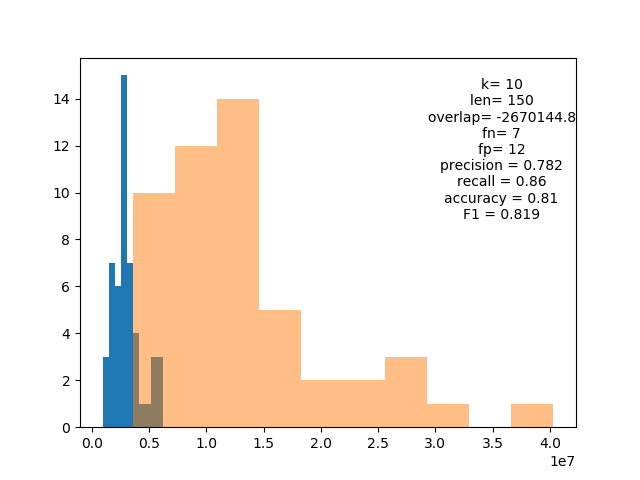 k= 10
len= 150
overlap= -2670144.8
fn= 7
fp= 12
precision = 0.782
recall = 0.86
accuracy = 0.81
F1 = 0.819
14
12
10
8
6
4
2
0
0.0 0.5 1.0 1.5 2.0 2.5 3.0 3.5 4.0
1e7